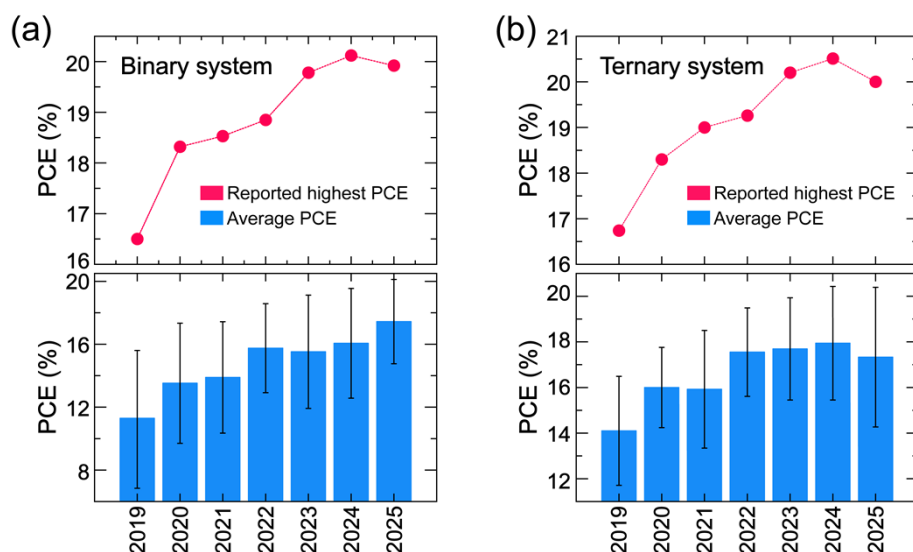 (a)
Binary system
PCE (%)
20
19
18
17
16
Reported highest PCE
Average PCE
PCE (%)
20
16
12
8
2019 2020 2021 2022 2023 2024 2025
(b)
Ternary system
PCE (%)
21
20
19
18
17
16
Reported highest PCE
Average PCE
PCE (%)
20
18
16
14
12
2019 2020 2021 2022 2023 2024 2025